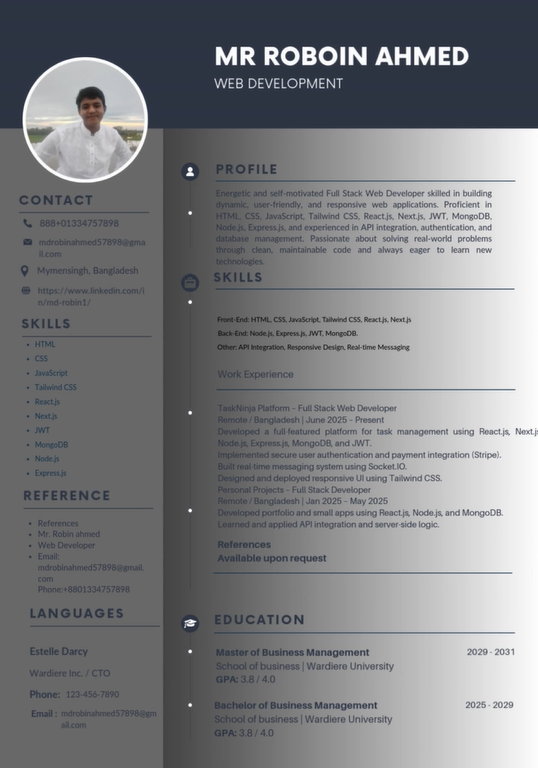 MR ROBOIN AHMED
WEB DEVELOPMENT
CONTACT
888+01334757898
mdrobinahmed57898@gma
il.com
Mymensingh, Bangladesh
https://www.linkedin.com/i
n/md-robin1/
SKILLS
HTML
CSS
JavaScript
Tailwind CSS
React.js
Next.js
JWT
MongoDB
Node.js
Express.js
REFERENCE
References
Mr. Robin ahmed
Web Developer
Email:
mdrobinahmed57898@gmail.
com
Phone:+8801334757898
LANGUAGES
Estelle Darcy
Wardiere Inc. / CTO
Phone: 123-456-7890
Email : mdrobinahmed57898@gm
ail.com
PROFILE
Energetic and self-motivated Full Stack Web Developer skilled in building
dynamic, user-friendly, and responsive web applications. Proficient in
HTML, CSS, JavaScript, Tailwind CSS, React.js, Next.js, JWT, MongoDB,
Node.js, Express.js, and experienced in API integration, authentication, and
database management. Passionate about solving real-world problems
through clean, maintainable code and always eager to learn new
technologies.
SKILLS
Front-End: HTML, CSS, JavaScript, Tailwind CSS, React.js, Next.js
Back-End: Node.js, Express.js, JWT, MongoDB.
Other: API Integration, Responsive Design, Real-time Messaging
Work Experience
TaskNinja Platform – Full Stack Web Developer
Remote / Bangladesh | June 2025 – Present
Developed a full-featured platform for task management using React.js, Next.js
Node.js, Express.js, MongoDB, and JWT.
Implemented secure user authentication and payment integration (Stripe).
Built real-time messaging system using Socket.IO.
Designed and deployed responsive UI using Tailwind CSS.
Personal Projects – Full Stack Developer
Remote / Bangladesh | Jan 2025 – May 2025
Developed portfolio and small apps using React.js, Node.js, and MongoDB.
Learned and applied API integration and server-side logic.
References
Available upon request
EDUCATION
Master of Business Management 2029 - 2031
School of business | Wardiere University
GPA: 3.8 / 4.0
Bachelor of Business Management 2025 - 2029
School of business | Wardiere University
GPA: 3.8 / 4.0